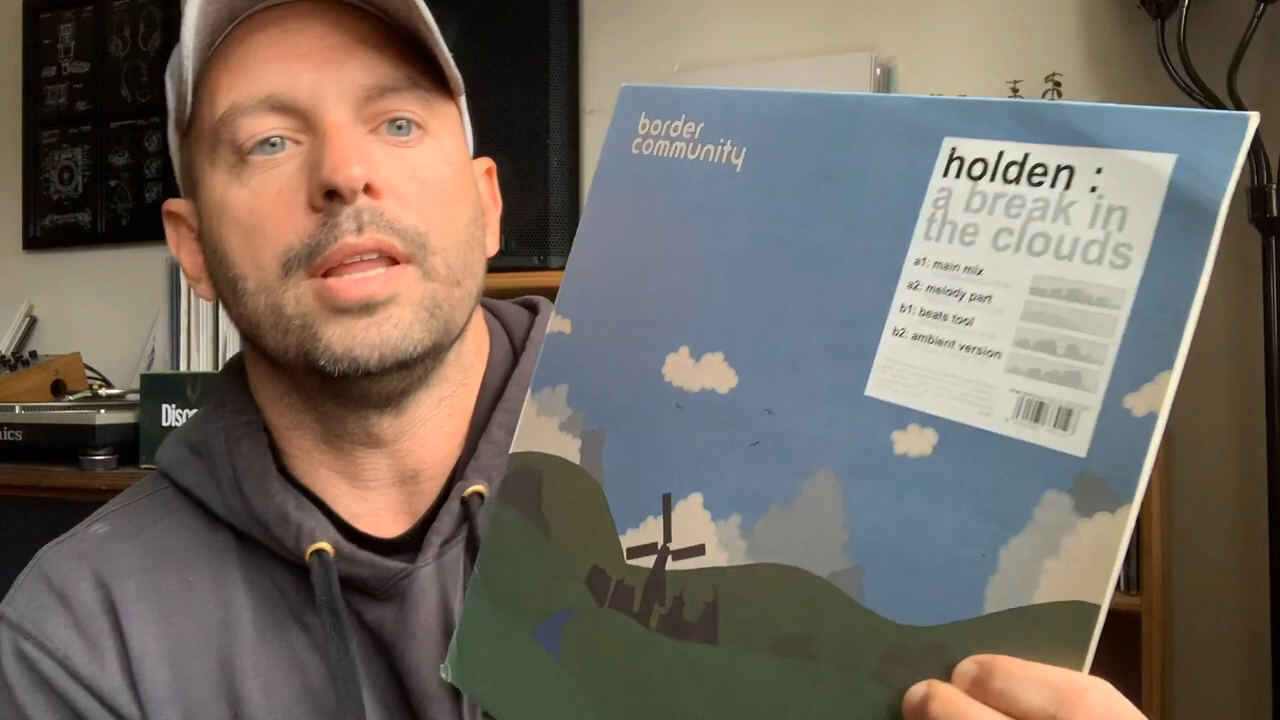 border
community
holden :
a break in
the clouds
a1: main mix
a2: melody part
b1: beats tool
b2: ambient version